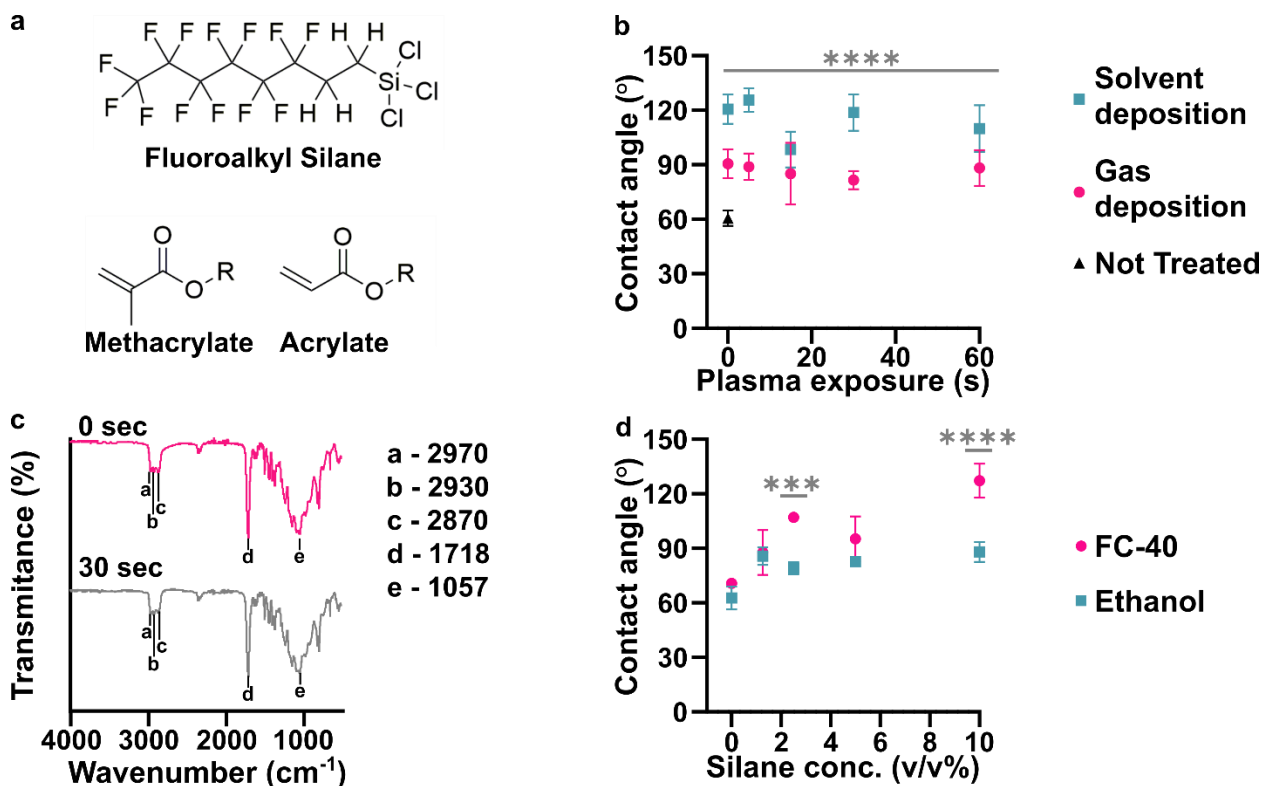 a
F F F F F F H H
F
F
F
F F F F F F H H
Si
Cl
Cl
Cl
Fluoroalkyl Silane
O
O
R
Methacrylate
O
O
R
Acrylate
b
Contact angle (°)
150
120
90
60
30
0
****
0 20 40 60
Plasma exposure (s)
Solvent
deposition
Gas
deposition
Not Treated
c
Transmitance (%)
0 sec
a
b
c
d
e
30 sec
a
b
c
d
e
4000 3000 2000 1000
Wavenumber (cm-1)
a - 2970
b - 2930
c - 2870
d - 1718
e - 1057
d
Contact angle (°)
150
120
90
60
30
0
***
****
0 2 4 6 8 10
Silane conc. (v/v%)
FC-40
Ethanol